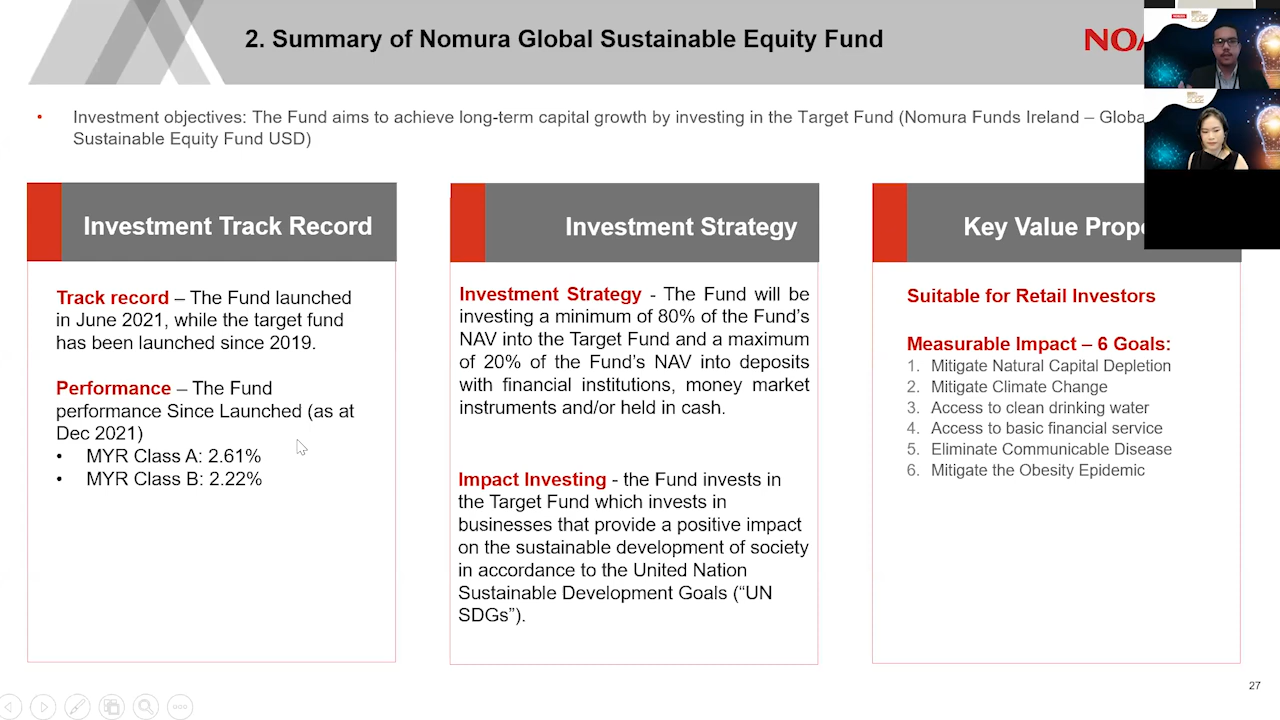 2. Summary of Nomura Global Sustainable Equity Fund
• Investment objectives: The Fund aims to achieve long-term capital growth by investing in the Target Fund (Nomura Funds Ireland –
Sustainable Equity Fund USD)
Investment Track Record
Track record – The Fund launched
in June 2021, while the target fund
has been launched since 2019.
Performance – The Fund
performance Since Launched (as at
Dec 2021)
• MYR Class A: 2.61%
• MYR Class B: 2.22%
Investment Strategy
Investment Strategy - The Fund will be
investing a minimum of 80% of the Fund’s
NAV into the Target Fund and a maximum
of 20% of the Fund’s NAV into deposits
with financial institutions, money market
instruments and/or held in cash.
Impact Investing - the Fund invests in
the Target Fund which invests in
businesses that provide a positive impact
on the sustainable development of society
in accordance to the United Nation
Sustainable Development Goals (“UN
SDGs”).
Key Value
Suitable for Retail Investors
Measurable Impact – 6 Goals:
1. Mitigate Natural Capital Depletion
2. Mitigate Climate Change
3. Access to clean drinking water
4. Access to basic financial service
5. Eliminate Communicable Disease
6. Mitigate the Obesity Epidemic
27